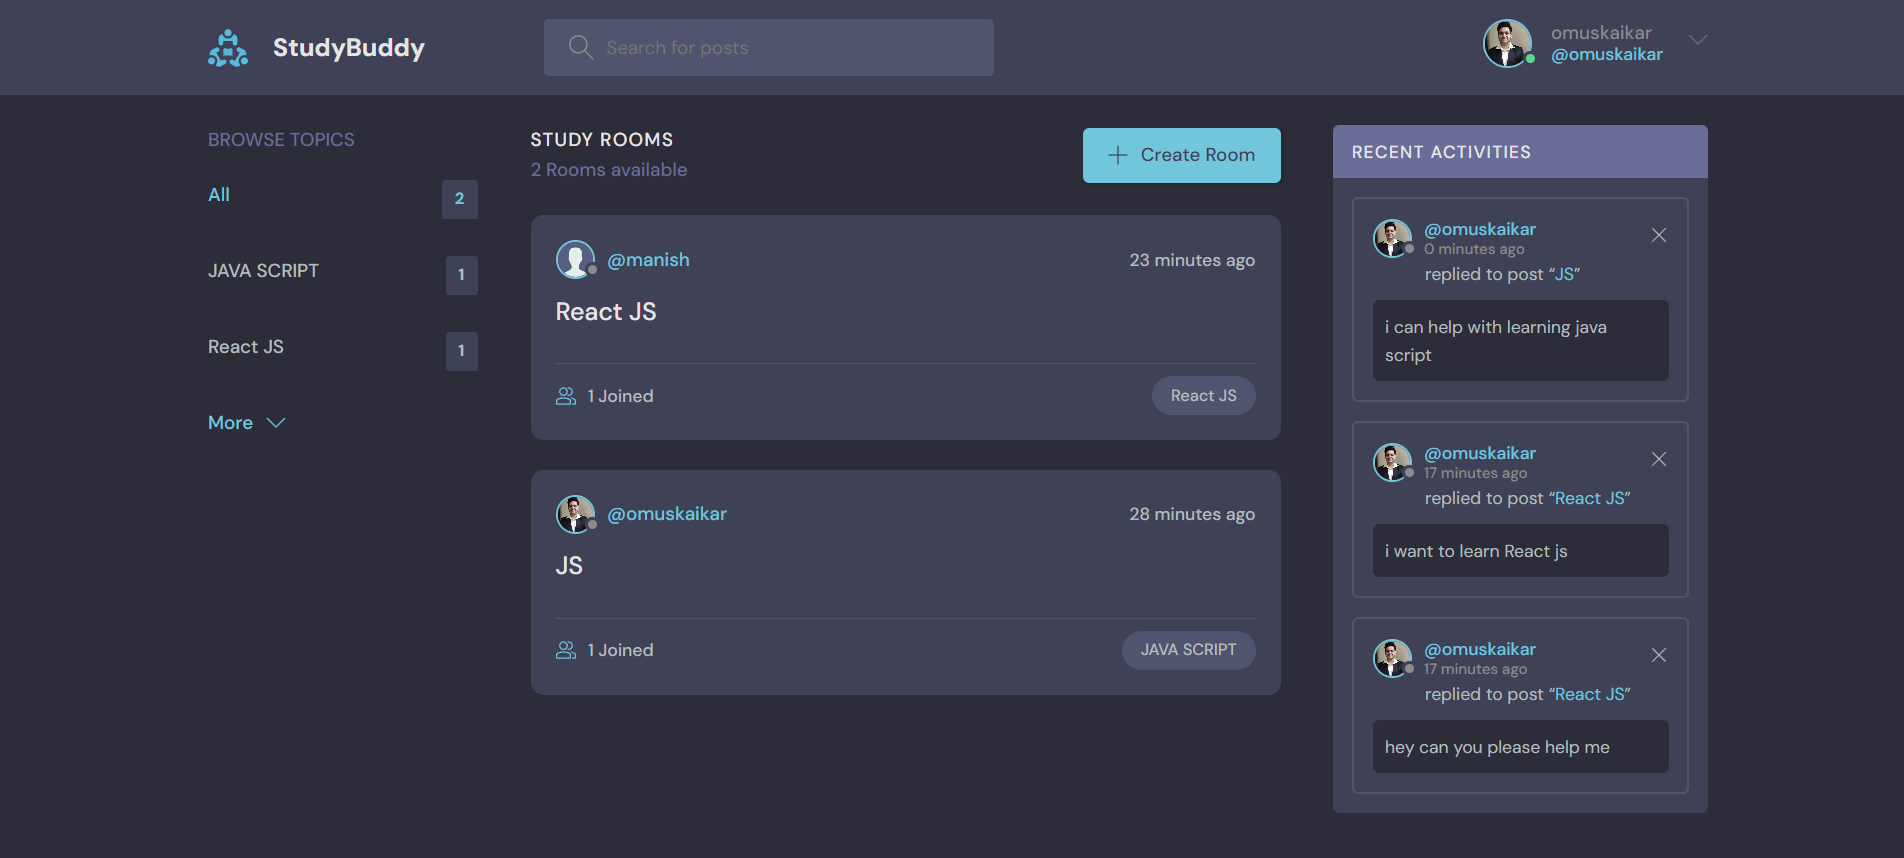 StudyBuddy
Search for posts
omuskaikar
@omuskaikar
BROWSE TOPICS
All 2
JAVA SCRIPT 1
React JS 1
More
STUDY ROOMS
2 Rooms available
Create Room
@manish 23 minutes ago
React JS
1 Joined React JS
@omuskaikar 28 minutes ago
JS
1 Joined JAVA SCRIPT
RECENT ACTIVITIES
@omuskaikar
0 minutes ago
replied to post “JS”
i can help with learning java
script
@omuskaikar
17 minutes ago
replied to post “React JS”
i want to learn React js
@omuskaikar
17 minutes ago
replied to post “React JS”
hey can you please help me